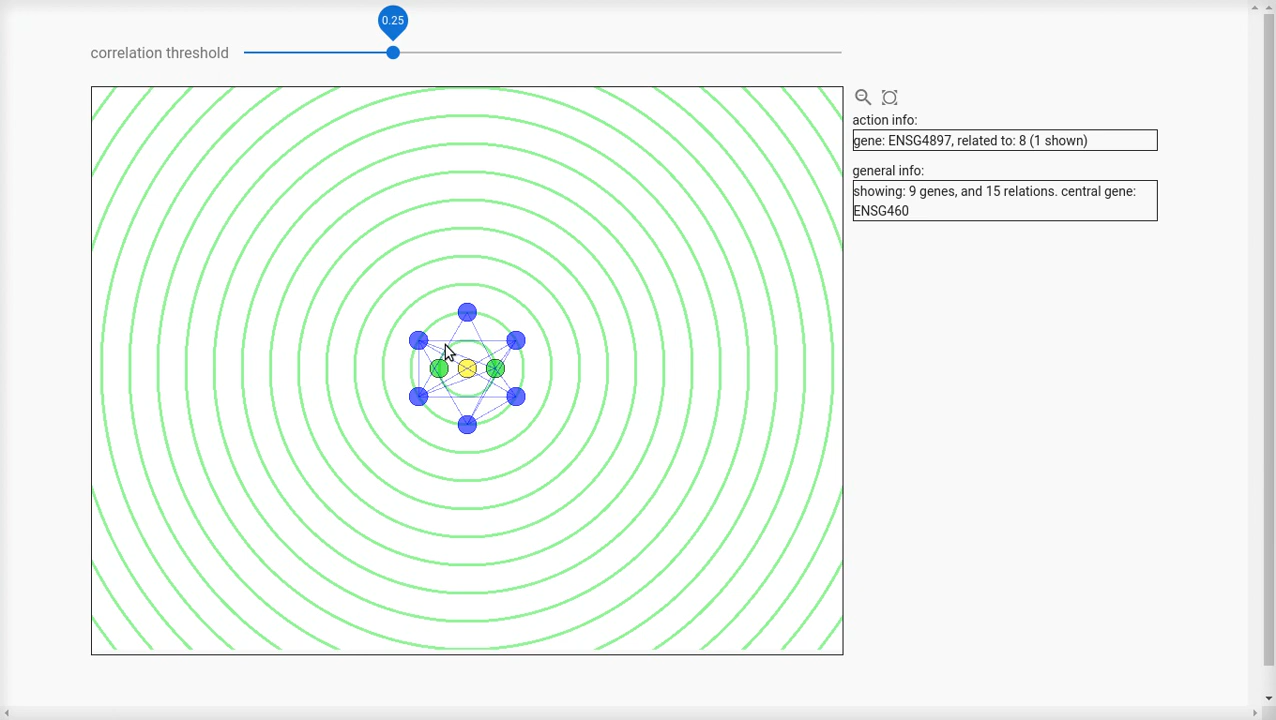 0.25
correlation threshold
action info:
gene: ENSG4897, related to: 8 (1 shown)
general info:
showing: 9 genes, and 15 relations. central gene:
ENSG460